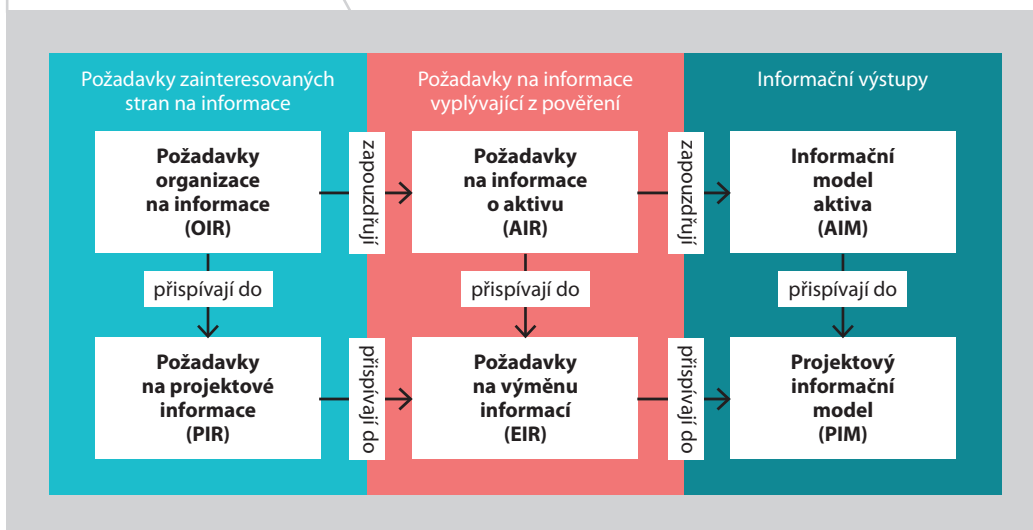 Požadavky zainteresovaných
stran na informace
Požadavky na informace
vyplývající z pověření
Informační výstupy
Požadavky
organizace
na informace
(OIR)
zapouzdřují
Požadavky
na informace
o aktivu
(AIR)
zapouzdřují
Informační
model
aktiva
(AIM)
přispívají do
přispívají do
přispívají do
Požadavky
na projektové
informace
(PIR)
přispívají do
Požadavky
na výměnu
informací
(EIR)
přispívají do
Projektový
informační
model
(PIM)